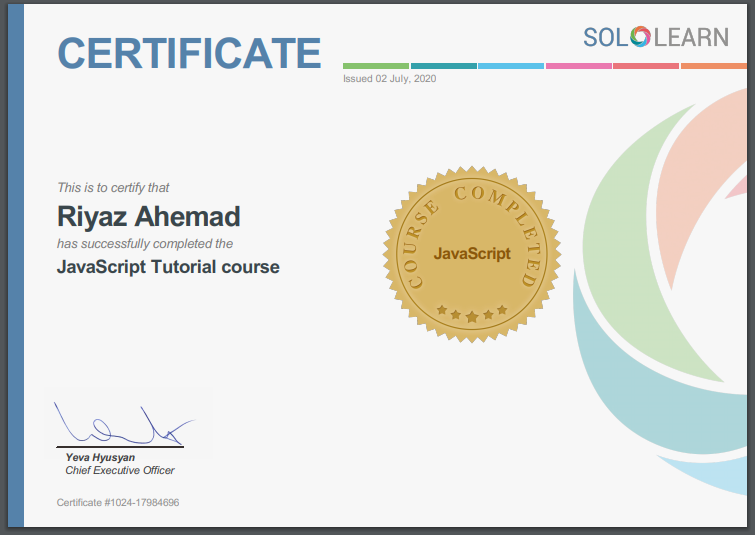 CERTIFICATE
SOLOLEARN
Issued 02 July, 2020
This is to certify that
Riyaz Ahemad
has successfully completed the
JavaScript Tutorial course
COURSE COMPLETED
JavaScript
Yeva Hyusyan
Chief Executive Officer
Certificate #1024-17984696